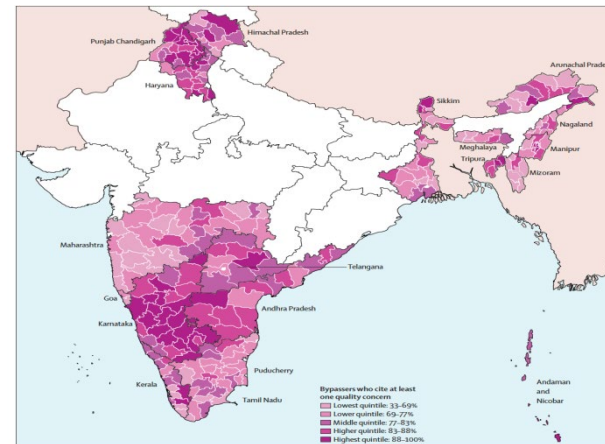 Punjab Chandigarh
Himachal Pradesh
Haryana
Arunachal Prade
Sikkim
Nagaland
Meghalaya
Manipur
Tripura
Mizoram
Maharashtra
Telangana
Goa
Andhra Pradesh
Karnataka
Puducherry
Kerala
Tamil Nadu
Andaman
and
Nicobar
Bypassers who cite at least
one quality concern
Lowest quintile: 33–69%
Lower quintile: 69–77%
Middle quintile: 77–83%
Higher quintile: 83–88%
Highest quintile: 88–100%